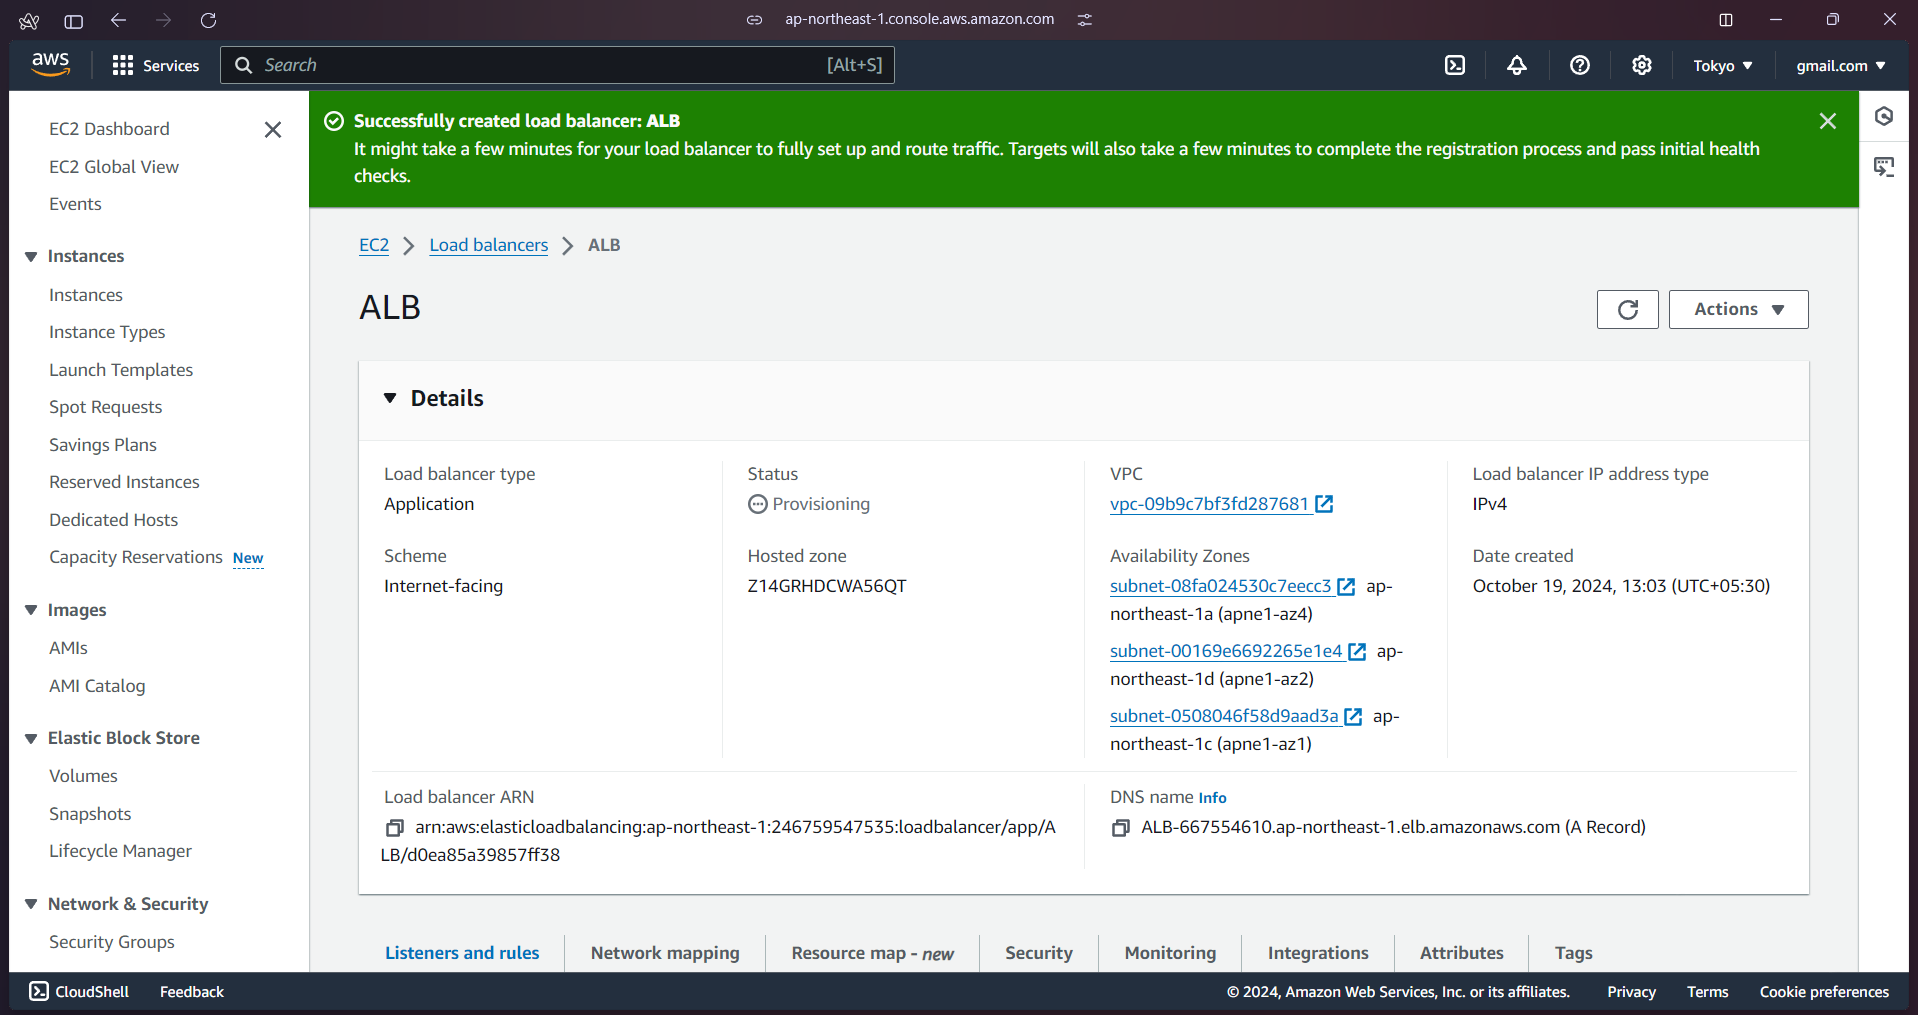 ap-northeast-1.console.aws.amazon.com
aws
Services
Search
[Alt+S]
Tokyo
gmail.com
EC2 Dashboard
EC2 Global View
Events
Instances
Instances
Instance Types
Launch Templates
Spot Requests
Savings Plans
Reserved Instances
Dedicated Hosts
Capacity Reservations New
Images
AMIs
AMI Catalog
Elastic Block Store
Volumes
Snapshots
Lifecycle Manager
Network & Security
Security Groups
Successfully created load balancer: ALB
It might take a few minutes for your load balancer to fully set up and route traffic. Targets will also take a few minutes to complete the registration process and pass initial health
checks.
EC2
Load balancers
ALB
ALB
Actions
Details
Load balancer type
Application
Scheme
Internet-facing
Status
Provisioning
Hosted zone
Z14GRHDCWA56QT
VPC
vpc-09b9c7bf3fd287681
Availability Zones
subnet-08fa024530c7eecc3 ap-
northeast-1a (apne1-az4)
subnet-00169e6692265e1e4 ap-
northeast-1d (apne1-az2)
subnet-0508046f58d9aad3a ap-
northeast-1c (apne1-az1)
Load balancer IP address type
IPv4
Date created
October 19, 2024, 13:03 (UTC+05:30)
Load balancer ARN
arn:aws:elasticloadbalancing:ap-northeast-1:246759547535:loadbalancer/app/A
LB/d0ea85a39857ff38
DNS name Info
ALB-667554610.ap-northeast-1.elb.amazonaws.com (A Record)
Listeners and rules
Network mapping
Resource map - new
Security
Monitoring
Integrations
Attributes
Tags
CloudShell
Feedback
© 2024, Amazon Web Services, Inc. or its affiliates.
Privacy
Terms
Cookie preferences